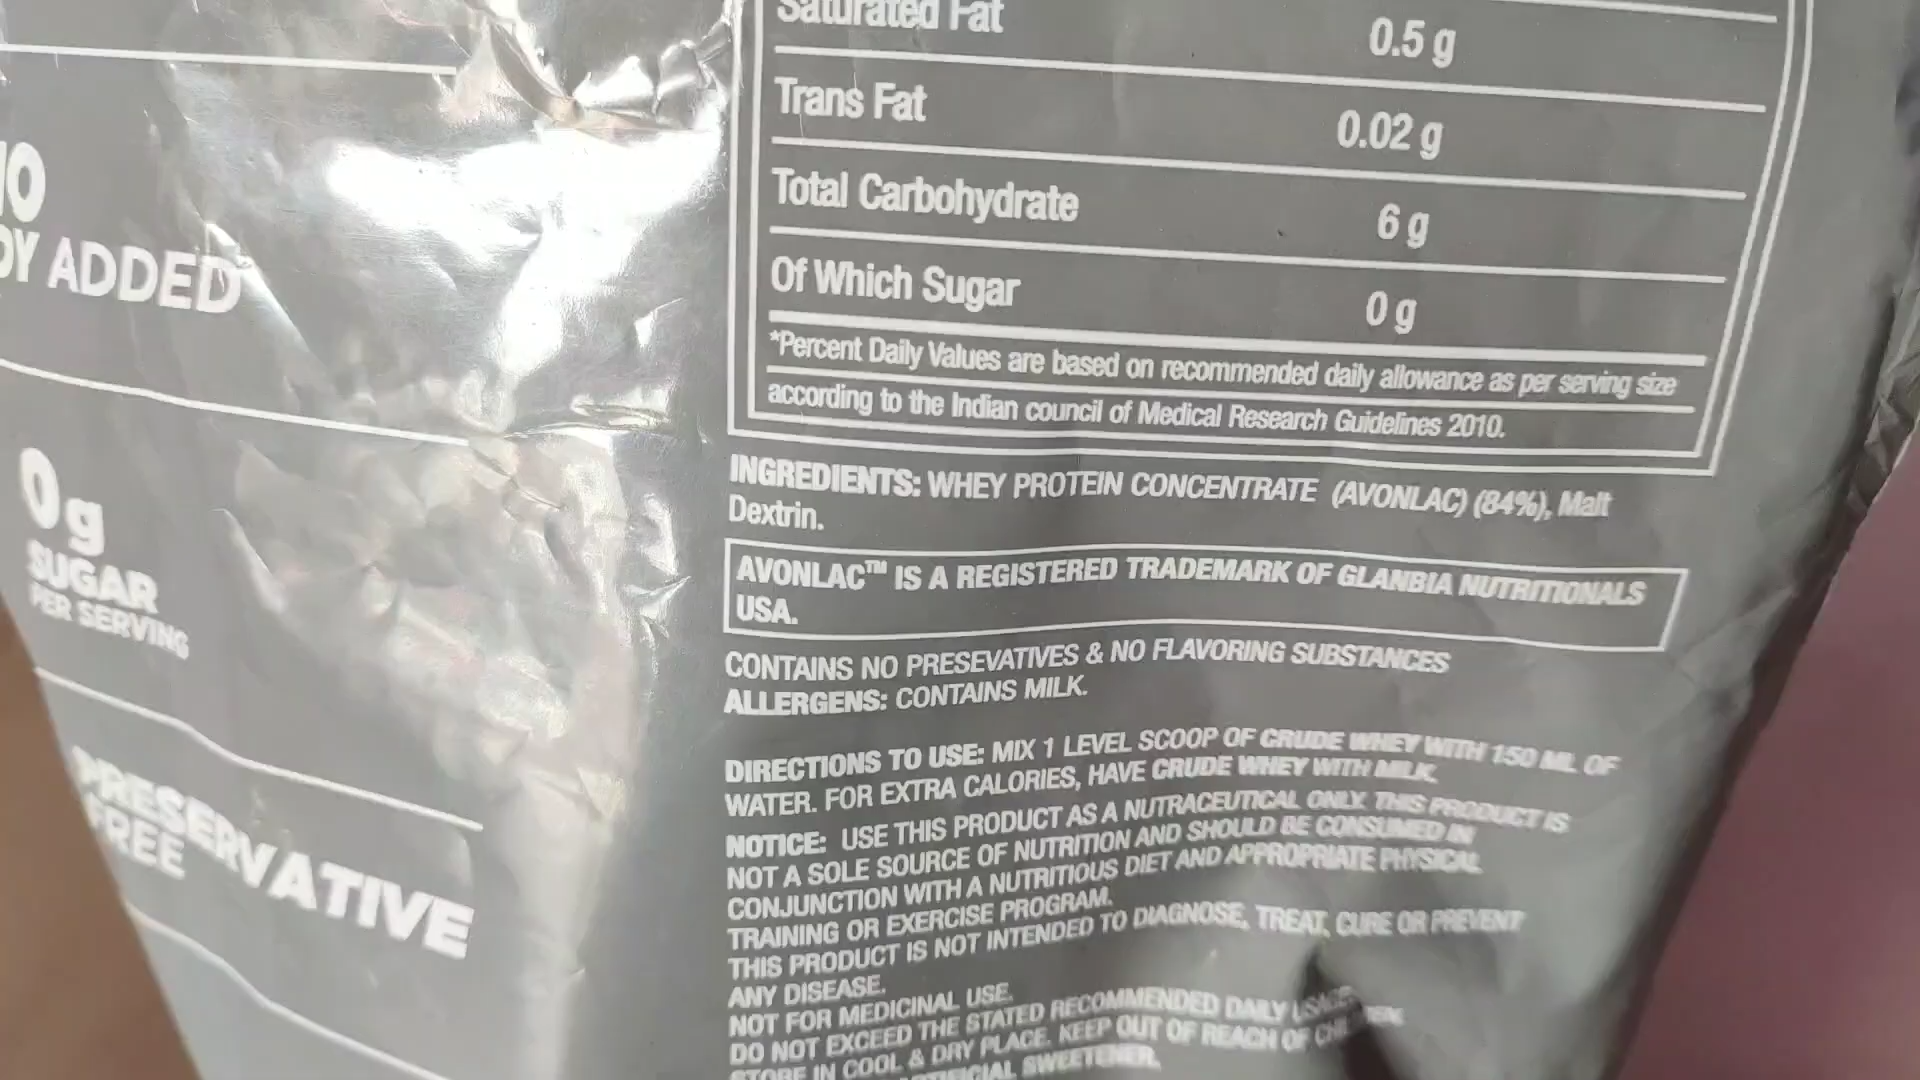 Saturated Fat 0.5 g
Trans Fat 0.02 g
Total Carbohydrate 6 g
Of Which Sugar 0 g
*Percent Daily Values are based on recommended daily allowance as per serving size
according to the Indian council of Medical Research Guidelines 2010.
INGREDIENTS: WHEY PROTEIN CONCENTRATE (AVONLAC) (84%), Malt
Dextrin.
AVONLAC™ IS A REGISTERED TRADEMARK OF GLANBIA NUTRITIONALS
USA.
CONTAINS NO PRESEVATIVES & NO FLAVORING SUBSTANCES
ALLERGENS: CONTAINS MILK.
DIRECTIONS TO USE: MIX 1 LEVEL SCOOP OF CRUDE WHEY WITH 150 ML OF
WATER. FOR EXTRA CALORIES, HAVE CRUDE WHEY WITH MILK.
NOTICE: USE THIS PRODUCT AS A NUTRACEUTICAL ONLY. THIS PRODUCT IS
NOT A SOLE SOURCE OF NUTRITION AND SHOULD BE CONSUMED IN
CONJUNCTION WITH A NUTRITIOUS DIET AND APPROPRIATE PHYSICAL
TRAINING OR EXERCISE PROGRAM.
THIS PRODUCT IS NOT INTENDED TO DIAGNOSE, TREAT, CURE OR PREVENT
ANY DISEASE.
NOT FOR MEDICINAL USE.
DO NOT EXCEED THE STATED RECOMMENDED DAILY USAGE.
STORE IN COOL & DRY PLACE. KEEP OUT OF REACH OF
SWEETENER.
ADDED
0 g
SUGAR
PER SERVING
PRESERVATIVE
FREE